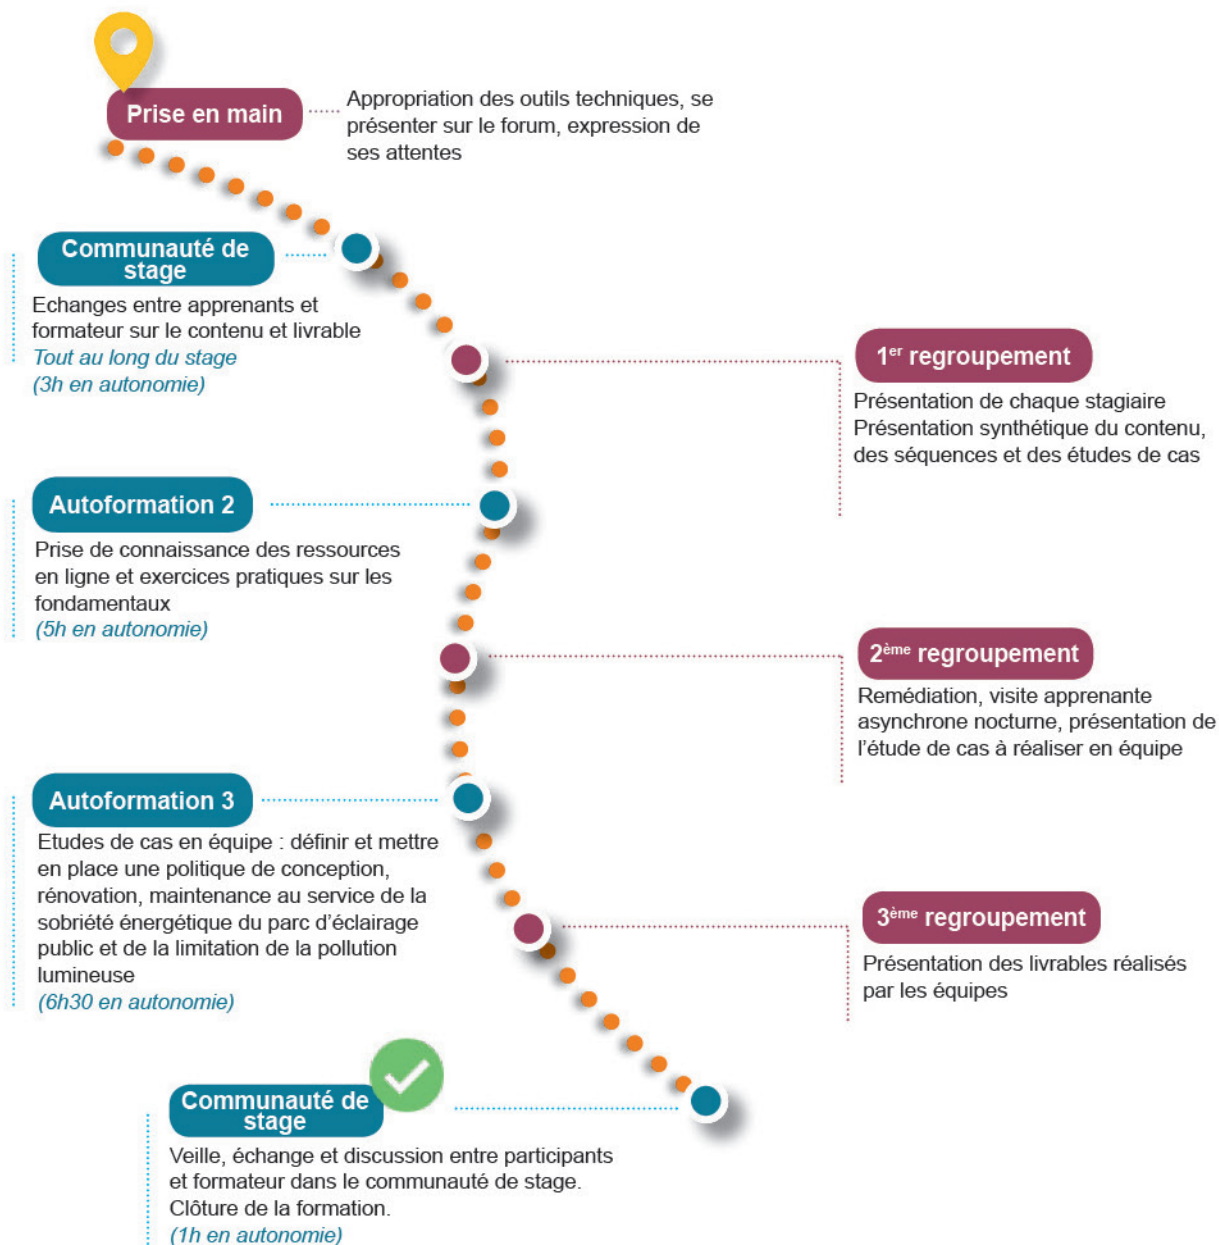 Prise en main
Appropriation des outils techniques, se
présenter sur le forum, expression de
ses attentes
Communauté de
stage
Echanges entre apprenants et
formateur sur le contenu et livrable
Tout au long du stage
(3h en autonomie)
1er regroupement
Présentation de chaque stagiaire
Présentation synthétique du contenu,
des séquences et des études de cas
Autoformation 2
Prise de connaissance des ressources
en ligne et exercices pratiques sur les
fondamentaux
(5h en autonomie)
2ème regroupement
Remédiation, visite apprenante
asynchrone nocturne, présentation de
l'étude de cas à réaliser en équipe
Autoformation 3
Etudes de cas en équipe : définir et mettre
en place une politique de conception,
rénovation, maintenance au service de la
sobriété énergétique du parc d'éclairage
public et de la limitation de la pollution
lumineuse
(6h30 en autonomie)
3ème regroupement
Présentation des livrables réalisés
par les équipes
Communauté de
stage
Veille, échange et discussion entre participants
et formateur dans le communauté de stage.
Clôture de la formation.
(1h en autonomie)